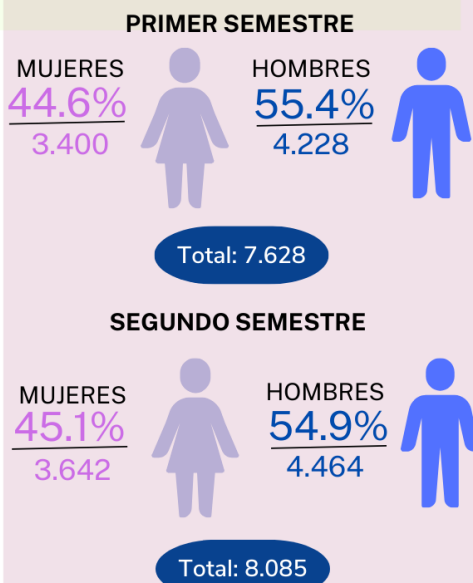 PRIMER SEMESTRE
MUJERES HOMBRES
44.6% 55.4%
3.400 4.228
Total: 7.628
SEGUNDO SEMESTRE
MUJERES HOMBRES
45.1% 54.9%
3.642 4.464
Total: 8.085